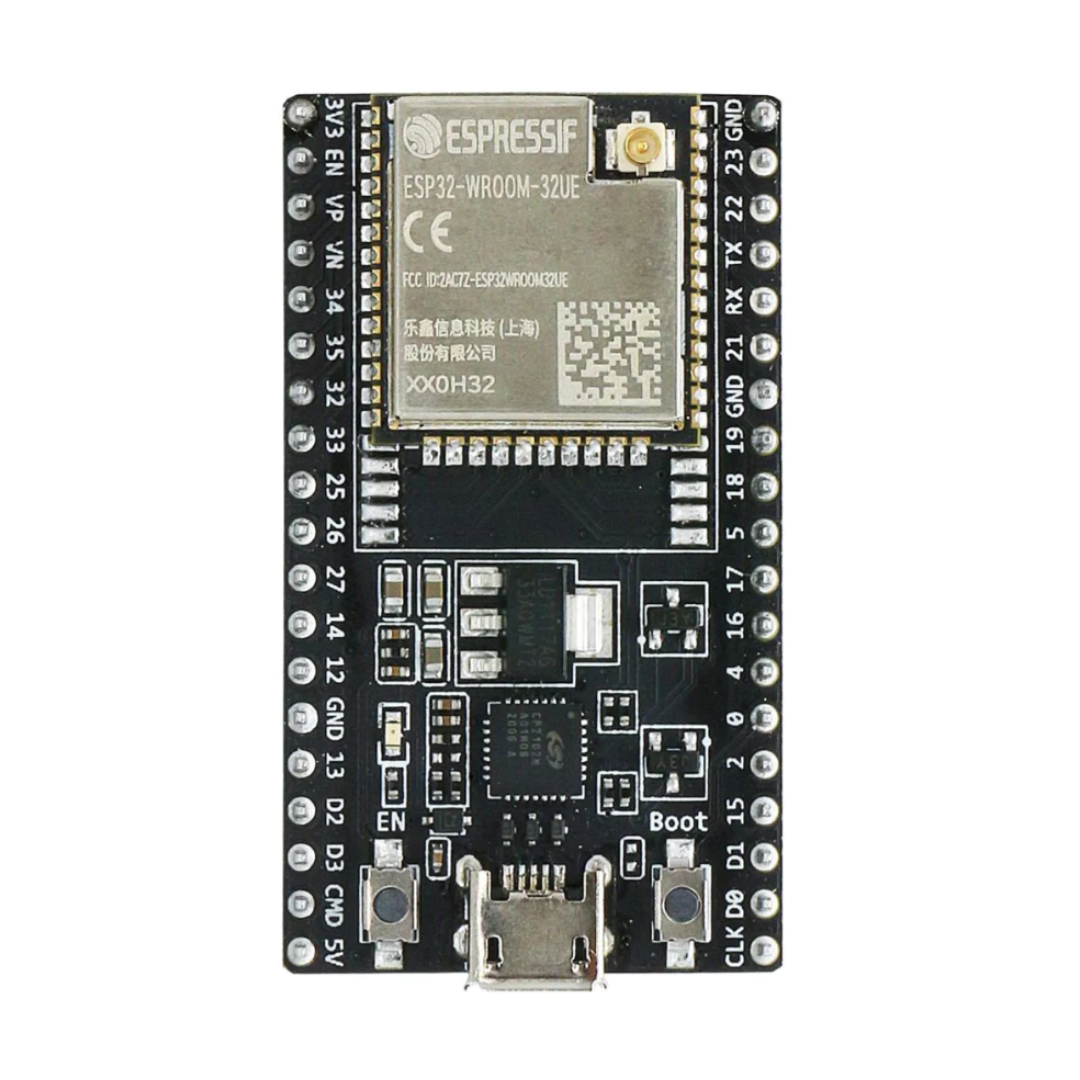 ESPRESSIF
ESP32-WROOM-32UE
CE
FCC ID:2AC7Z-ESP32WROOM32UE
乐鑫信息科技 (上海)
股份有限公司
XX0H32
3V3
EN
VP
VN
34
35
32
33
25
26
27
14
12
GND
13
D2
D3
CMD
5V
GND
23
22
TX
RX
21
GND
19
18
5
17
16
4
0
2
15
D1
D0
CLK
J3Y
J3Y
EN
Boot